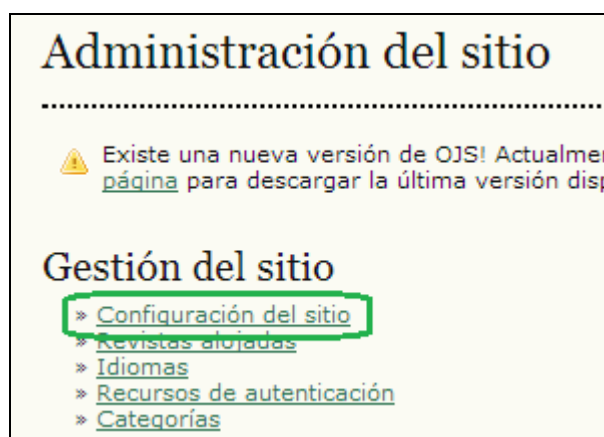 Administración del sitio
Existe una nueva versión de OJS! Actualmen
página para descargar la última versión disp
Gestión del sitio
» Configuración del sitio
» Revistas alojadas
» Idiomas
» Recursos de autenticación
» Categorías